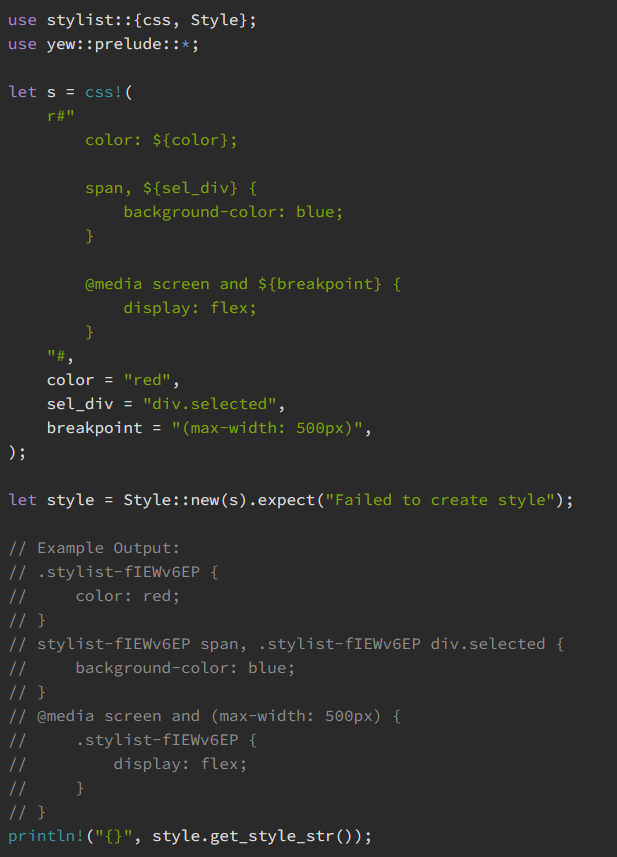 use stylist::{css, Style};
use yew::prelude::*;

let s = css!(
    r#"
        color: ${color};

        span, ${sel_div} {
            background-color: blue;
        }

        @media screen and ${breakpoint} {
            display: flex;
        }
    "#,
    color = "red",
    sel_div = "div.selected",
    breakpoint = "(max-width: 500px)",
);

let style = Style::new(s).expect("Failed to create style");

// Example Output:
// .stylist-fIEWv6EP {
//     color: red;
// }
// stylist-fIEWv6EP span, .stylist-fIEWv6EP div.selected {
//     background-color: blue;
// }
// @media screen and (max-width: 500px) {
//     .stylist-fIEWv6EP {
//         display: flex;
//     }
// }
println!("{}", style.get_style_str());